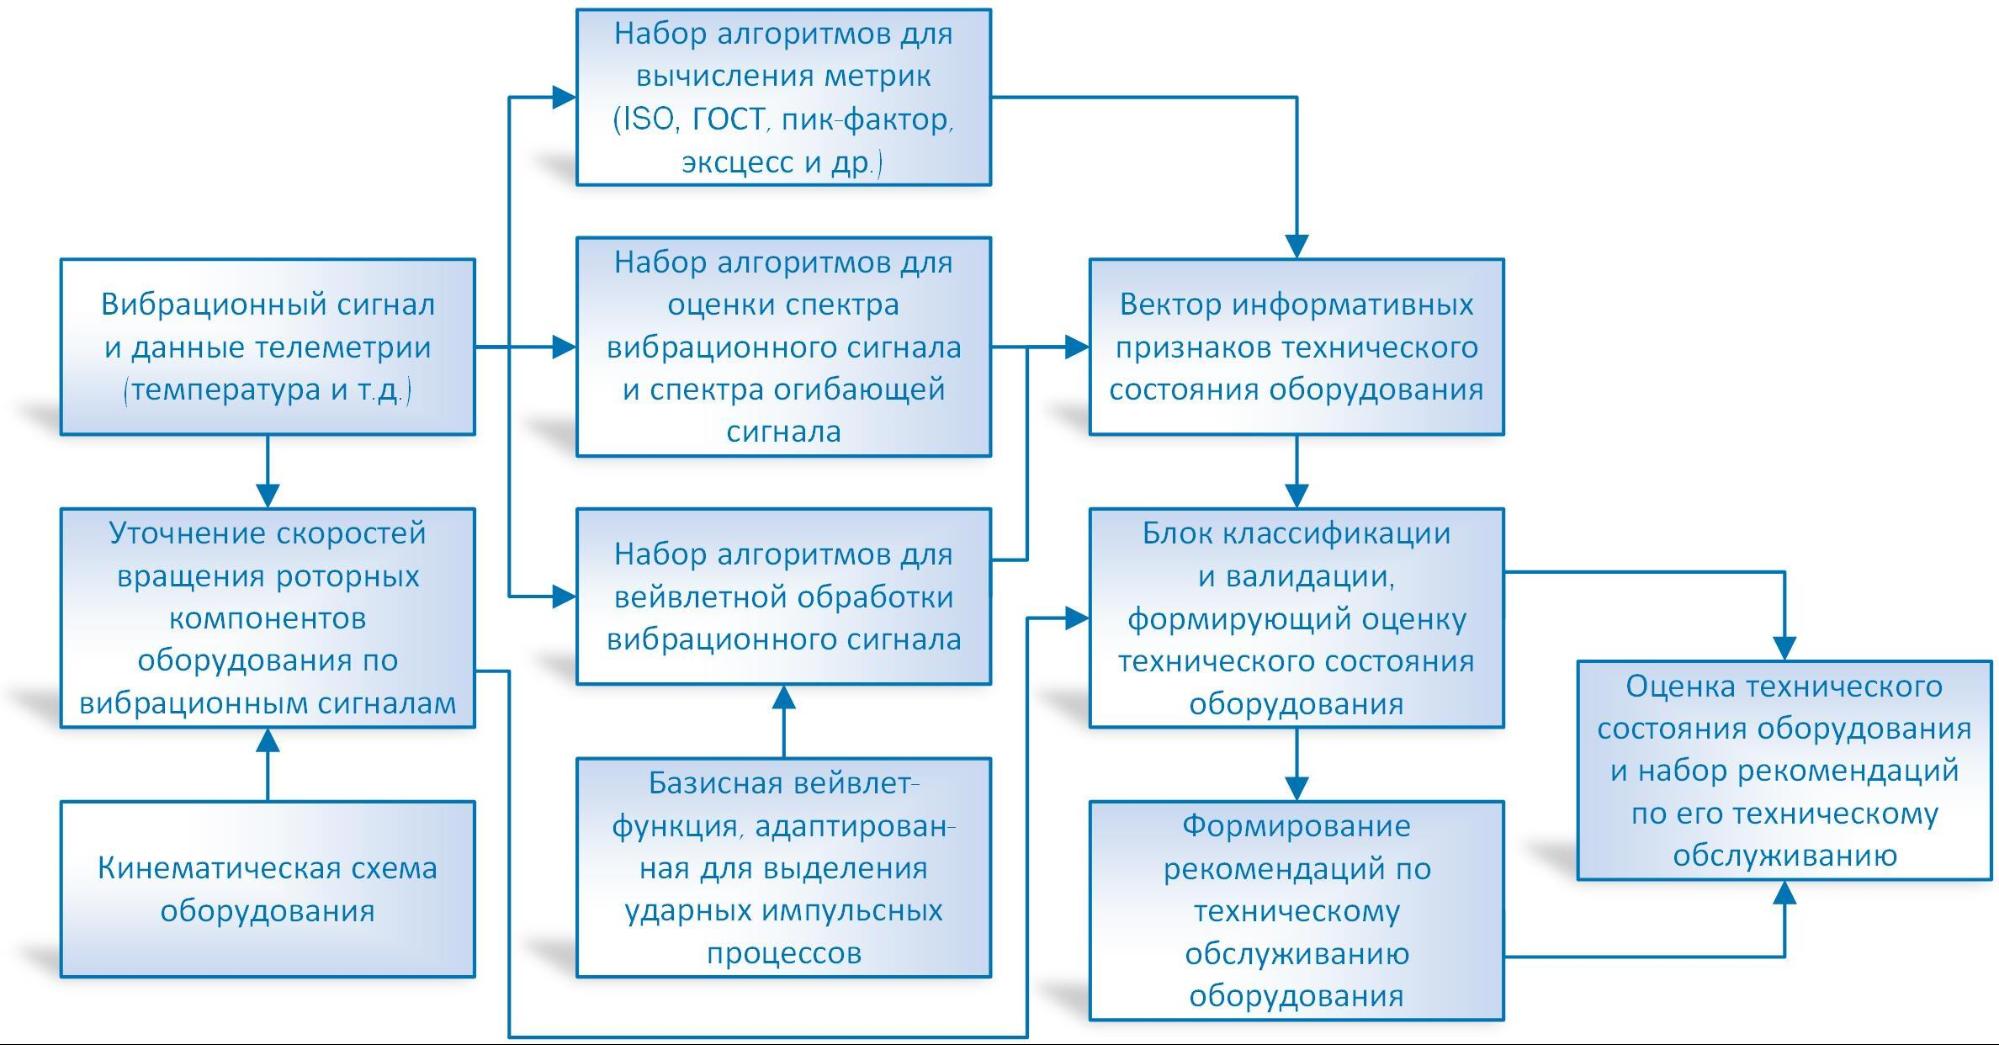 Набор алгоритмов для
вычисления метрик
(ISO, ГОСТ, пик-фактор,
эксцесс и др.)
Вибрационный сигнал
и данные телеметрии
(температура и т.д.)
Набор алгоритмов для
оценки спектра
вибрационного сигнала
и спектра огибающей
сигнала
Вектор информативных
признаков технического
состояния оборудования
Уточнение скоростей
вращения роторных
компонентов
оборудования по
вибрационным сигналам
Набор алгоритмов для
вейвлетной обработки
вибрационного сигнала
Блок классификации
и валидации,
формирующий оценку
технического состояния
оборудования
Оценка технического
состояния оборудования
и набор рекомендаций
по его техническому
обслуживанию
Кинематическая схема
оборудования
Базисная вейвлет-
функция, адаптирован-
ная для выделения
ударных импульсных
процессов
Формирование
рекомендаций по
техническому
обслуживанию
оборудования